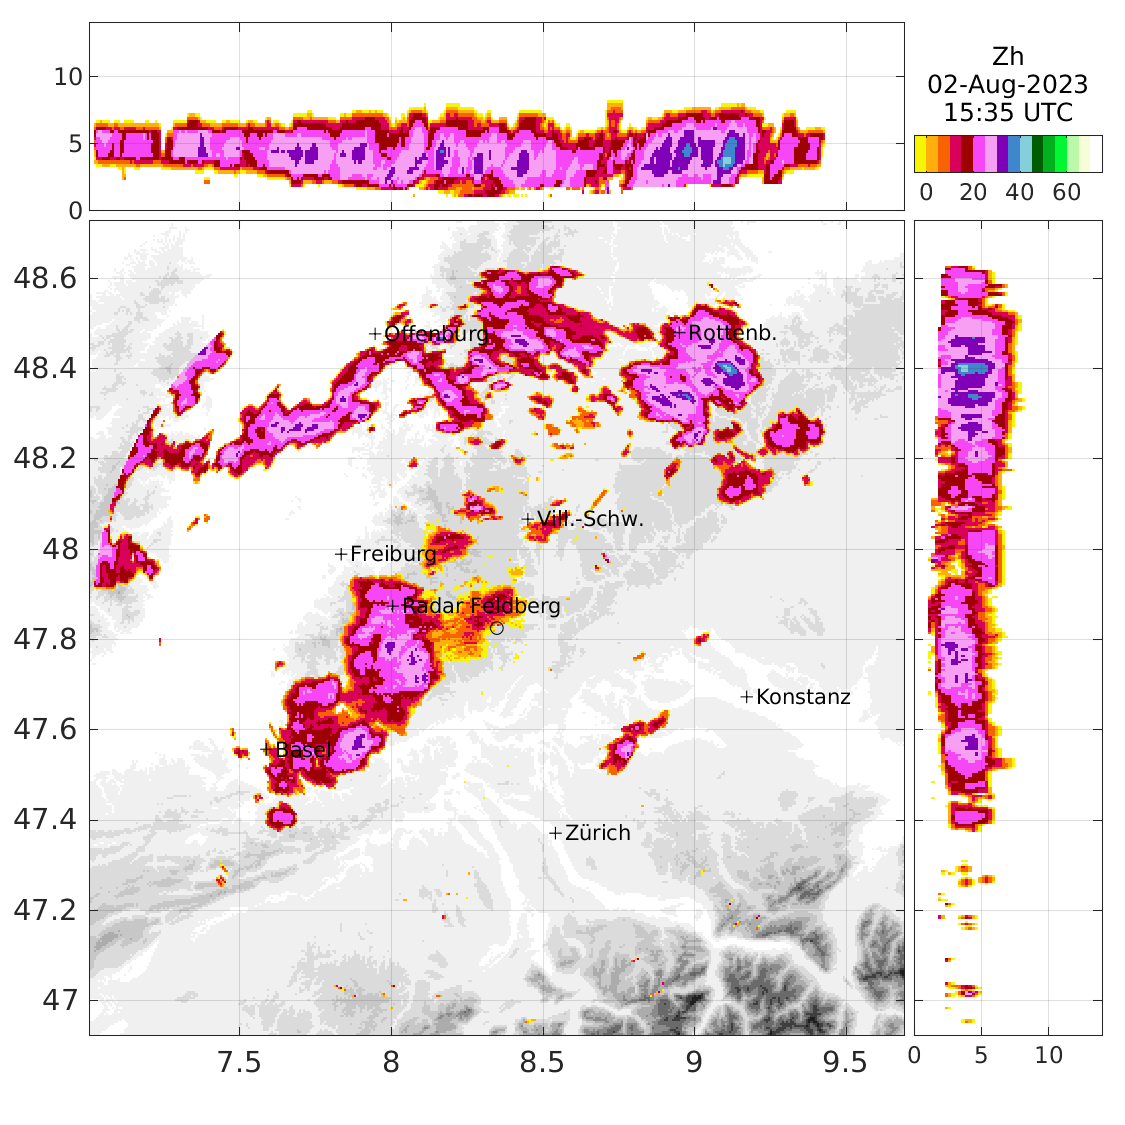 10
5
0
Zh
02-Aug-2023
15:35 UTC
0 20 40 60
48.6
Offenburg
Rottenb.
48.4
48.2
Vill.-Schw.
48
Freiburg
Radar Feldberg
47.8
Konstanz
47.6
Basel
47.4
Zürich
47.2
47
7.5 8 8.5 9 9.5
0 5 10